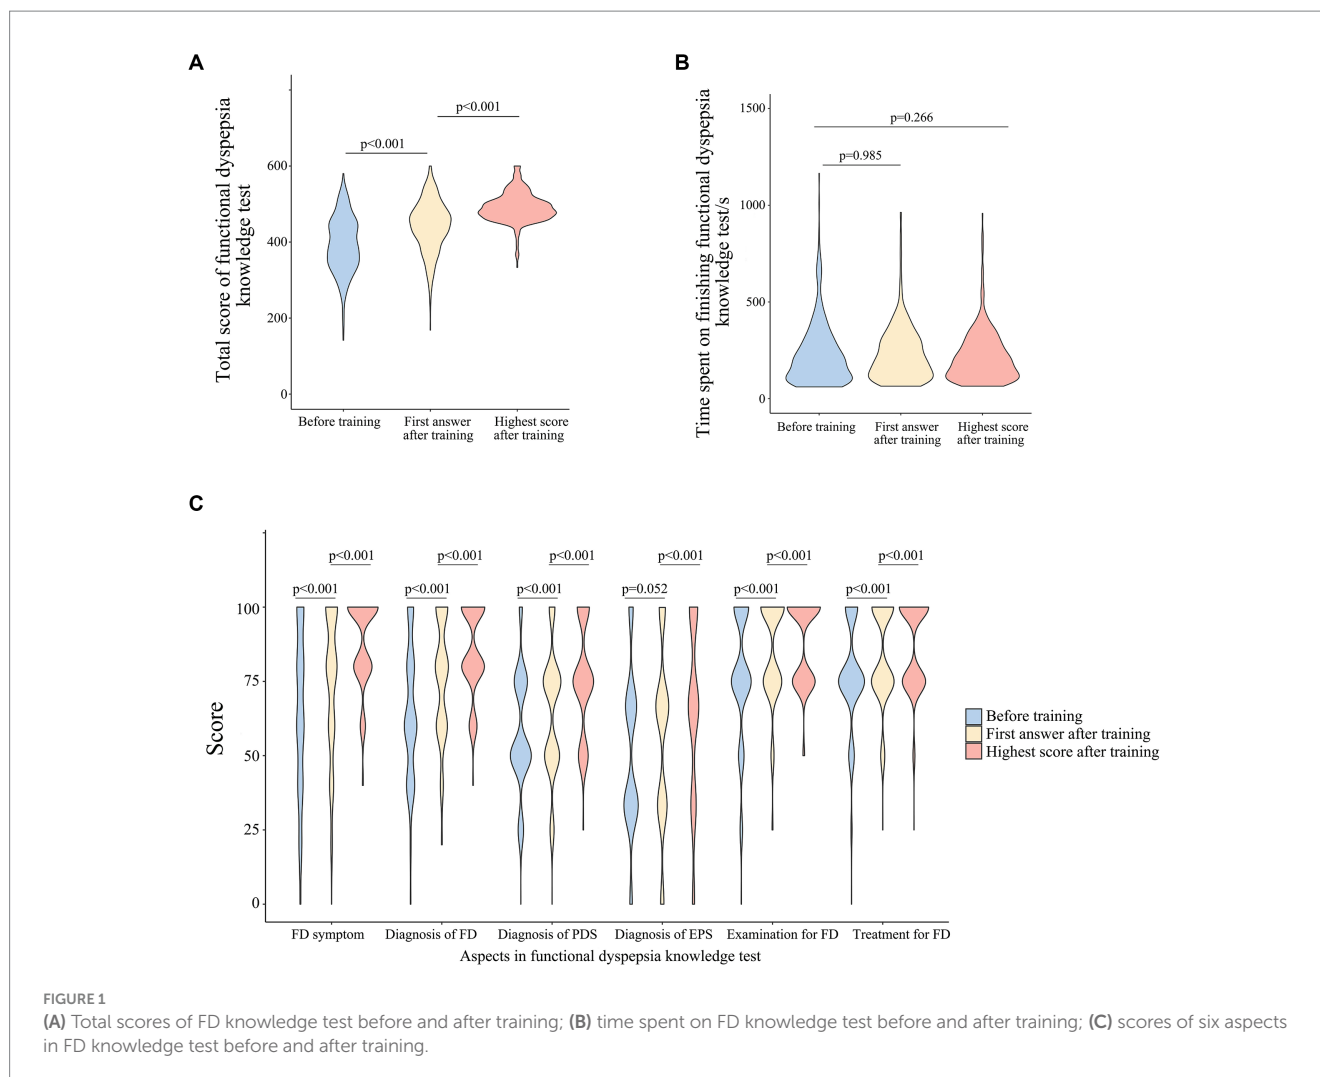 A
Total score of functional dyspepsia
knowledge test
600
400
200
0
p<0.001
p<0.001
Before training
First answer
after training
Highest score
after training
B
Time spent on finishing functional dyspepsia
knowledge test/s
1500
1000
500
0
p=0.266
p=0.985
Before training
First answer
after training
Highest score
after training
C
Score
100
75
50
25
0
p<0.001 p<0.001 p<0.001 p<0.001 p<0.001 p<0.001
p<0.001 p<0.001 p<0.001 p=0.052 p<0.001 p<0.001
FD symptom Diagnosis of FD Diagnosis of PDS Diagnosis of EPS Examination for FD Treatment for FD
Aspects in functional dyspepsia knowledge test
Before training
First answer after training
Highest score after training
FIGURE 1
(A) Total scores of FD knowledge test before and after training; (B) time spent on FD knowledge test before and after training; (C) scores of six aspects
in FD knowledge test before and after training.